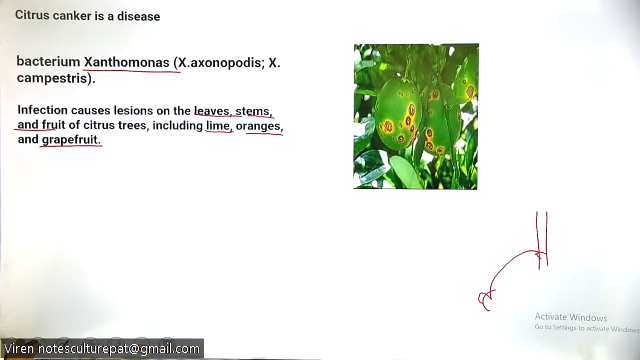 Citrus canker is a disease
bacterium Xanthomonas (X.axonopodis; X.
campestris).
Infection causes lesions on the leaves, stems,
and fruit of citrus trees, including lime, oranges,
and grapefruit.
Activate Windows
Go to Settings to activate Windows
Viren notesculturepat@gmail.com